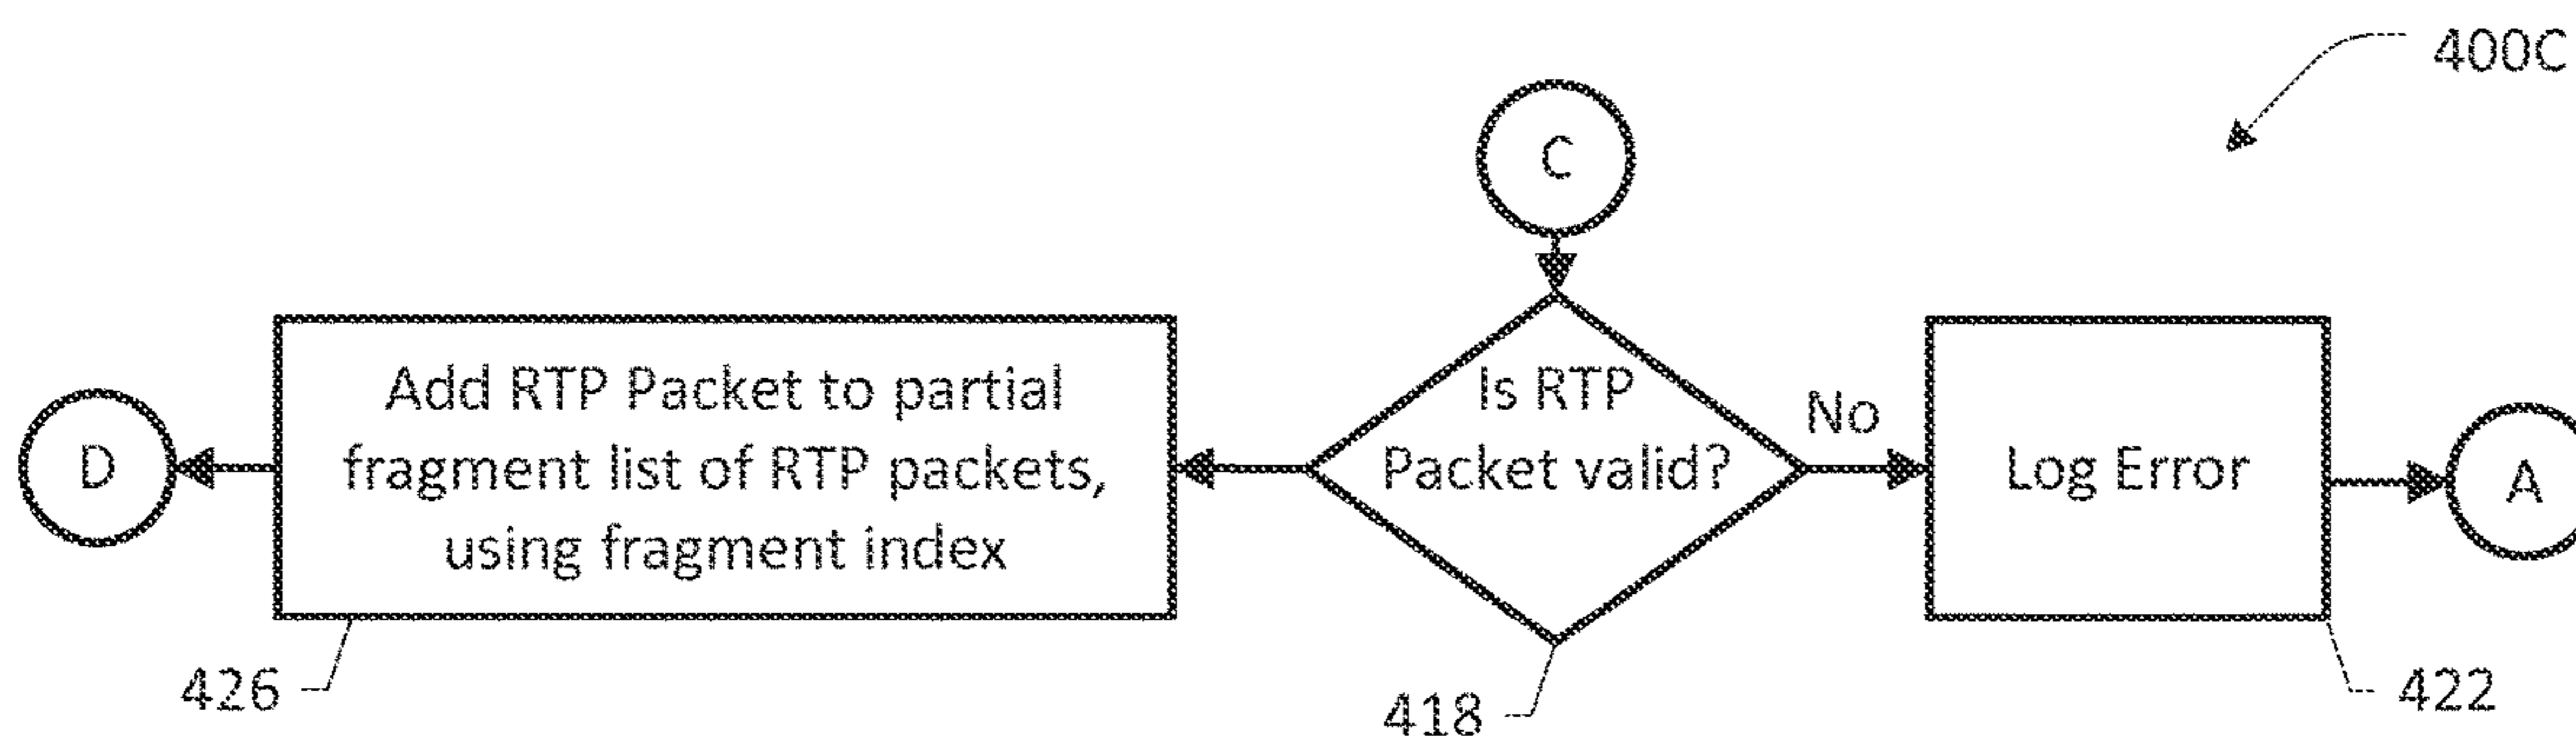 400C
C
Add RTP Packet to partial
fragment list of RTP packets,
using fragment index
Is RTP
Packet valid?
No
Log Error
D
A
426
418
422